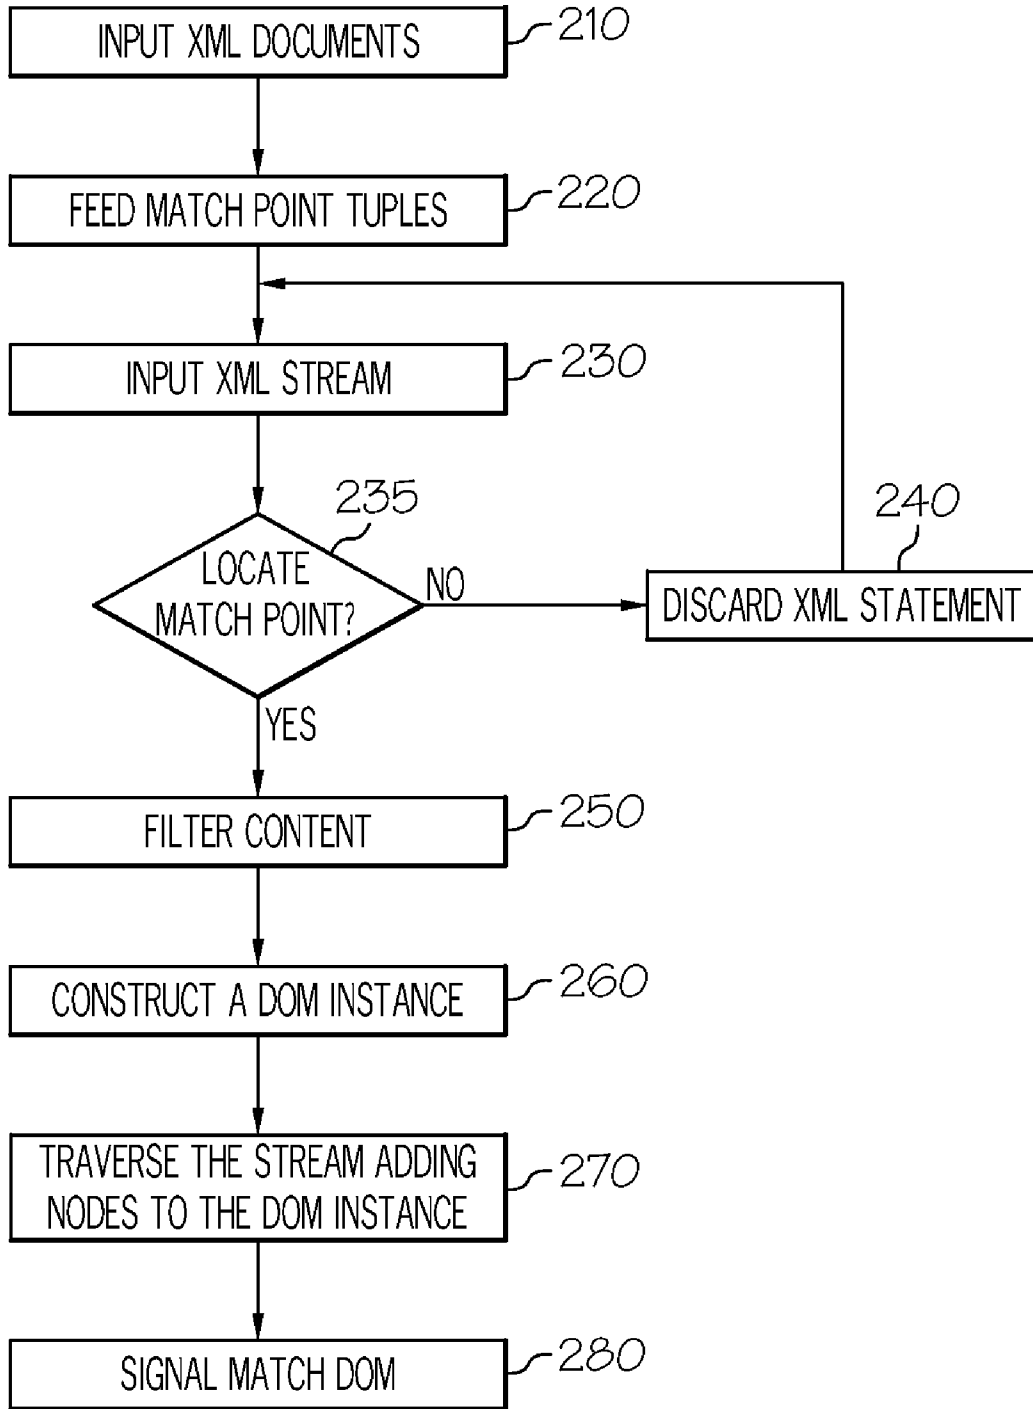 INPUT XML DOCUMENTS
210
FEED MATCH POINT TUPLES
220
INPUT XML STREAM
230
235
LOCATE
MATCH POINT?
NO
240
DISCARD XML STATEMENT
YES
FILTER CONTENT
250
CONSTRUCT A DOM INSTANCE
260
TRAVERSE THE STREAM ADDING
NODES TO THE DOM INSTANCE
270
SIGNAL MATCH DOM
280